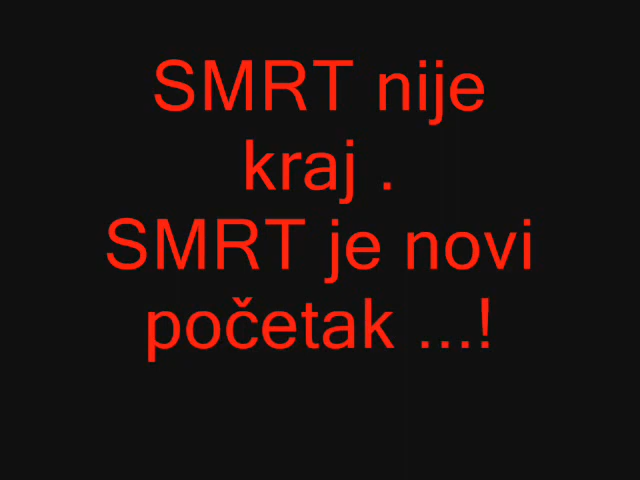 SMRT nije
kraj .
SMRT je novi
početak ...!